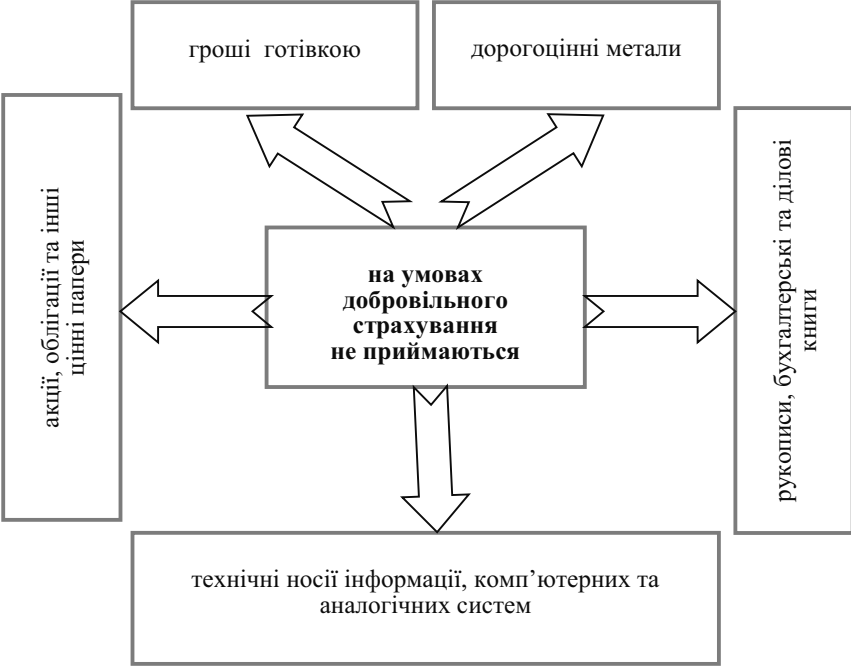 гроші готівкою
дорогоцінні метали
акції, облігації та інші
цінні папери
на умовах
добровільного
страхування
не приймаються
рукописи, бухгалтерські та ділові
книги
технічні носії інформації, комп’ютерних та
аналогічних систем